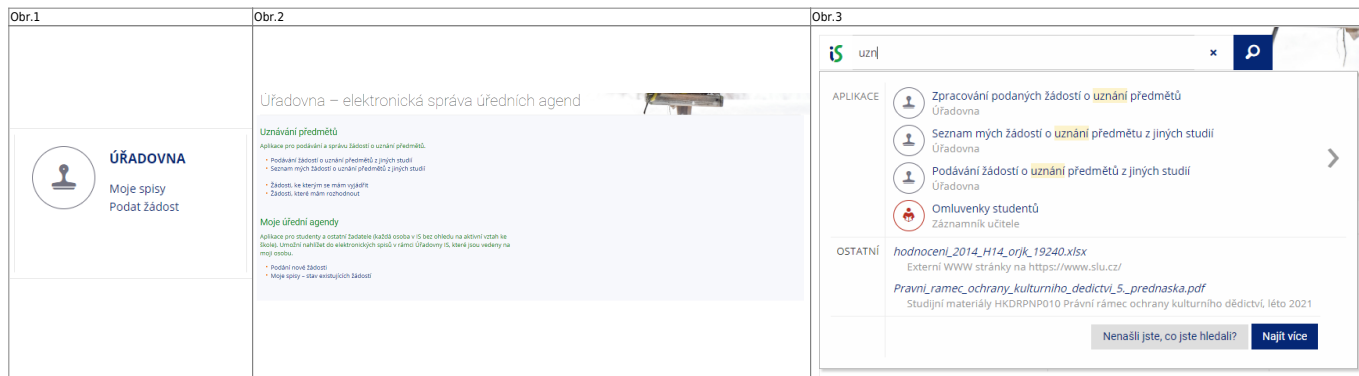 Obr.1
Obr.2
Obr.3
ÚŘADOVNA
Moje spisy
Podat žádost
Úřadovna – elektronická správa úředních agend
Uznávání předmětů
Aplikace pro podávání a správu žádostí o uznání předmětů.
Podávání žádostí o uznání předmětů z jiných studií
Seznam mých žádostí o uznání předmětů z jiných studií
Žádosti, ke kterým se mám vyjádřit
Žádosti, které mám rozhodnout
Moje úřední agendy
Aplikace pro studenty a ostatní žadatele (každá osoba v IS bez ohledu na aktivní vztah ke
škole). Umožní nahlížet do elektronických spisů v rámci Úřadovny IS, které jsou vedeny na
moji osobu.
Podání nové žádosti
Moje spisy – stav existujících žádostí
iS uzn ×
APLIKACE
Zpracování podaných žádostí o uznání předmětů
Úřadovna
Seznam mých žádostí o uznání předmětu z jiných studií
Úřadovna
Podávání žádostí o uznání předmětů z jiných studií
Úřadovna
Omluvenky studentů
Záznamník učitele
OSTATNÍ
hodnoceni_2014_H14_orjk_19240.xlsx
Externí WWW stránky na https://www.slu.cz/
Pravni_ramec_ochrany_kulturniho_dedictvi_5._prednaska.pdf
Studijní materiály HKDRPNP010 Právní rámec ochrany kulturního dědictví, léto 2021
Nenašli jste, co jste hledali?
Najít více